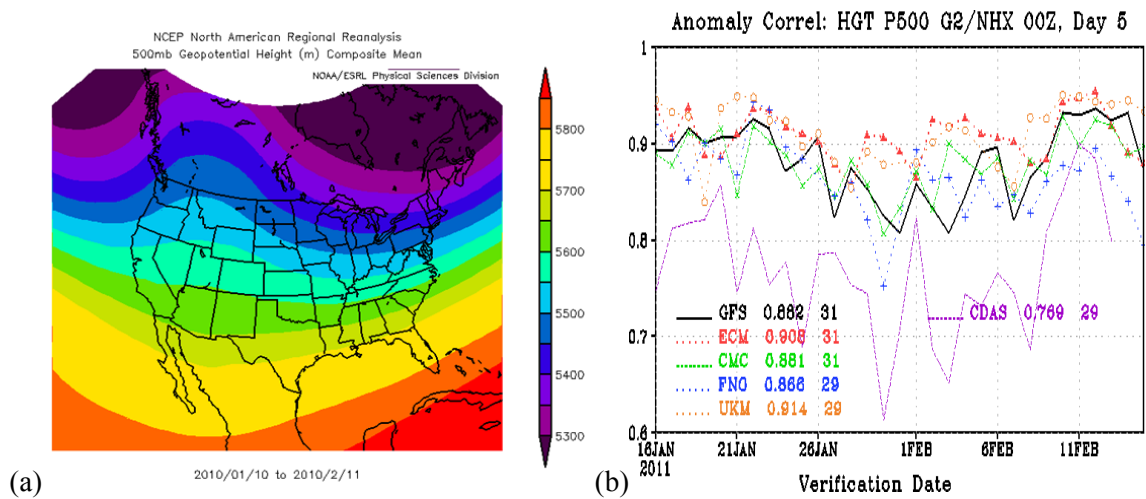 NCEP North American Regional Reanalysis
500mb Geopotential Height (m) Composite Mean
NOAA/ESRL Physical Sciences Division
5800
5700
5600
5500
5400
5300
2010/01/10 to 2010/2/11
(a)
Anomaly Correl: HGT P500 G2/NHX 00Z, Day 5
1
0.9
0.8
0.7
0.6
GFS 0.882 31
ECM 0.908 31
CMC 0.881 31
FNO 0.866 29
UKM 0.914 29
CDAS 0.769 29
16JAN 21JAN 26JAN 1FEB 6FEB 11FEB
2011
Verification Date
(b)